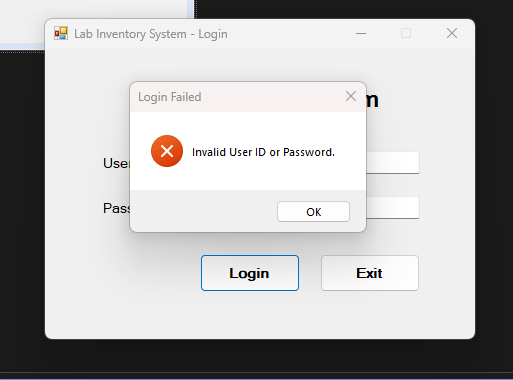 Lab Inventory System - Login
Login Failed
Invalid User ID or Password.
OK
Login
Exit